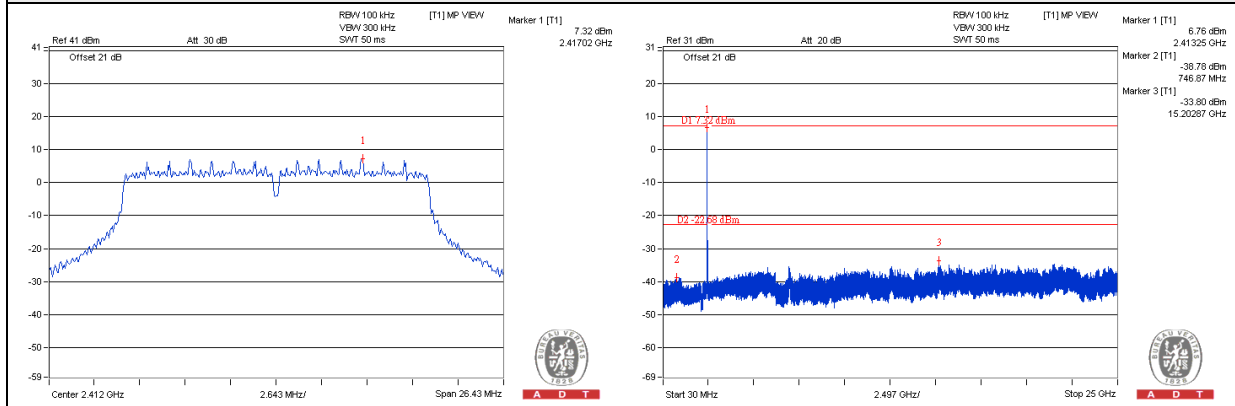 RBW 100 kHz [T1] MP VIEW
VBW 300 kHz
SWT 50 ms
Ref 41 dBm Att 30 dB
Marker 1 [T1]
7.32 dBm
2.41702 GHz
41
Offset 21 dB
30
20
10
0
-10
-20
-30
-40
-50
-59
1
Center 2.412 GHz 2.643 MHz/ Span 26.43 MHz
BUREAU VERITAS
1828
A D T
RBW 100 kHz [T1] MP VIEW
VBW 300 kHz
SWT 50 ms
Ref 31 dBm Att 20 dB
Marker 1 [T1]
6.76 dBm
2.41325 GHz
Marker 2 [T1]
-38.78 dBm
746.87 MHz
Marker 3 [T1]
-33.80 dBm
15.20287 GHz
31
Offset 21 dB
20
10
0
-10
-20
-30
-40
-50
-60
-69
1
D1 7.32 dBm
D2 -22.68 dBm
2
3
Start 30 MHz 2.497 GHz/ Stop 25 GHz
BUREAU VERITAS
1828
A D T